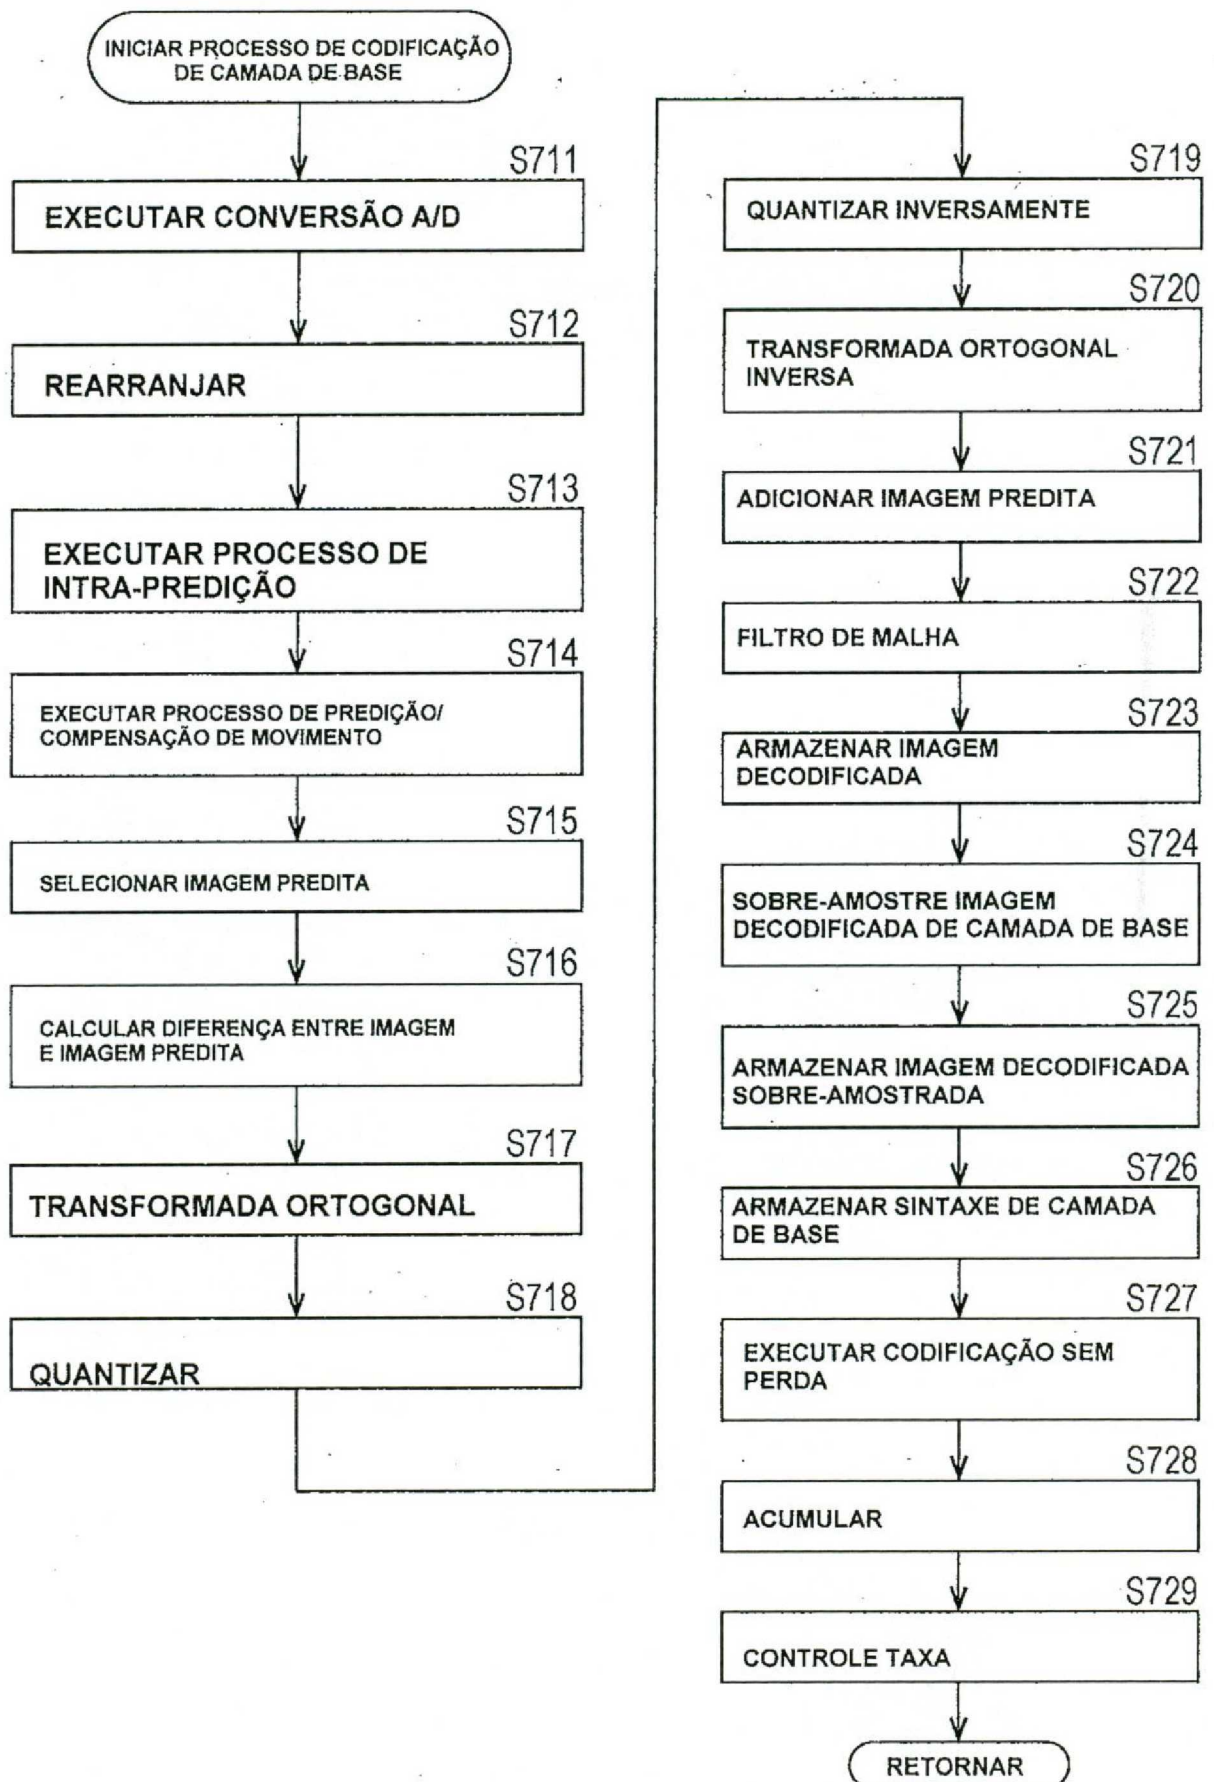 INICIAR PROCESSO DE CODIFICAÇÃO
DE CAMADA DE BASE
S711
EXECUTAR CONVERSÃO A/D
S712
REARRANJAR
S713
EXECUTAR PROCESSO DE
INTRA-PREDIÇÃO
S714
EXECUTAR PROCESSO DE PREDIÇÃO/
COMPENSAÇÃO DE MOVIMENTO
S715
SELECIONAR IMAGEM PREDITA
S716
CALCULAR DIFERENÇA ENTRE IMAGEM
E IMAGEM PREDITA
S717
TRANSFORMADA ORTOGONAL
S718
QUANTIZAR
S719
QUANTIZAR INVERSAMENTE
S720
TRANSFORMADA ORTOGONAL
INVERSA
S721
ADICIONAR IMAGEM PREDITA
S722
FILTRO DE MALHA
S723
ARMAZENAR IMAGEM
DECODIFICADA
S724
SOBRE-AMOSTRE IMAGEM
DECODIFICADA DE CAMADA DE BASE
S725
ARMAZENAR IMAGEM DECODIFICADA
SOBRE-AMOSTRADA
S726
ARMAZENAR SINTAXE DE CAMADA
DE BASE
S727
EXECUTAR CODIFICAÇÃO SEM
PERDA
S728
ACUMULAR
S729
CONTROLE TAXA
RETORNAR